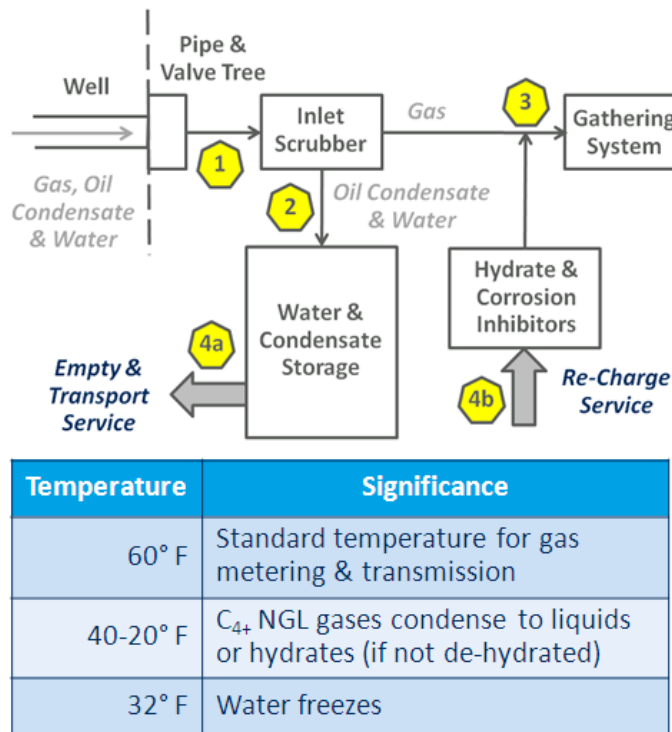 Pipe &
Valve Tree
Well
Inlet
Scrubber
Gas
3
Gathering
System
1
Gas, Oil
Condensate
& Water
2
Oil Condensate
& Water
Hydrate &
Corrosion
Inhibitors
Water &
Condensate
Storage
4a
Empty &
Transport
Service
4b
Re-Charge
Service
Temperature Significance
60° F Standard temperature for gas
metering & transmission
40-20° F C4+ NGL gases condense to liquids
or hydrates (if not de-hydrated)
32° F Water freezes